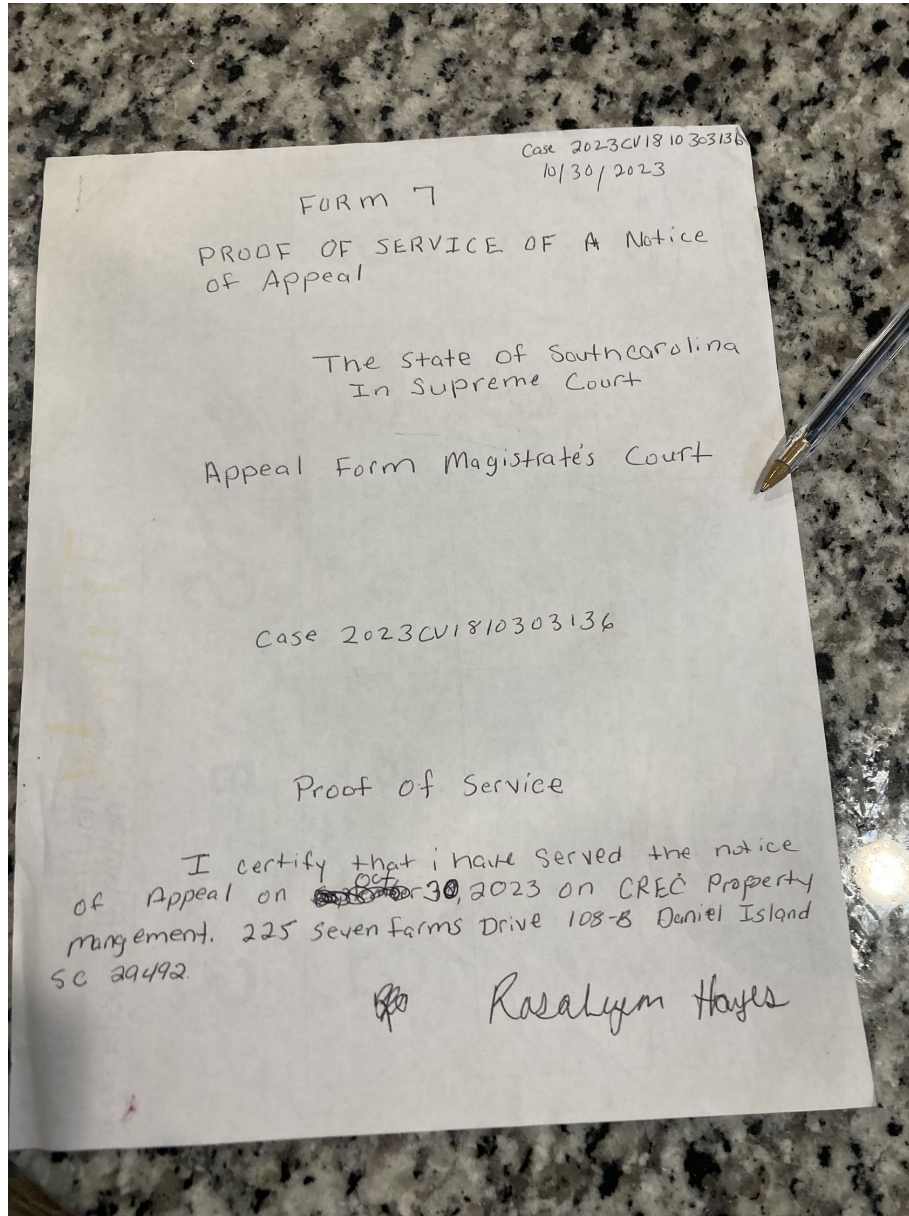 Case 2023CV1810303136
10/30/2023
FORM 7
PROOF OF SERVICE OF A Notice
of Appeal
The State of Southcarolina
In Supreme Court
Appeal Form Magistrate's Court
Case 2023CV1810303136
Proof of Service
I certify that i have served the notice
of Appeal on Oct 30, 2023 on CREC Property
mangement. 225 seven farms Drive 108-B Daniel Island
SC 29492.
Rosalyem Hayes